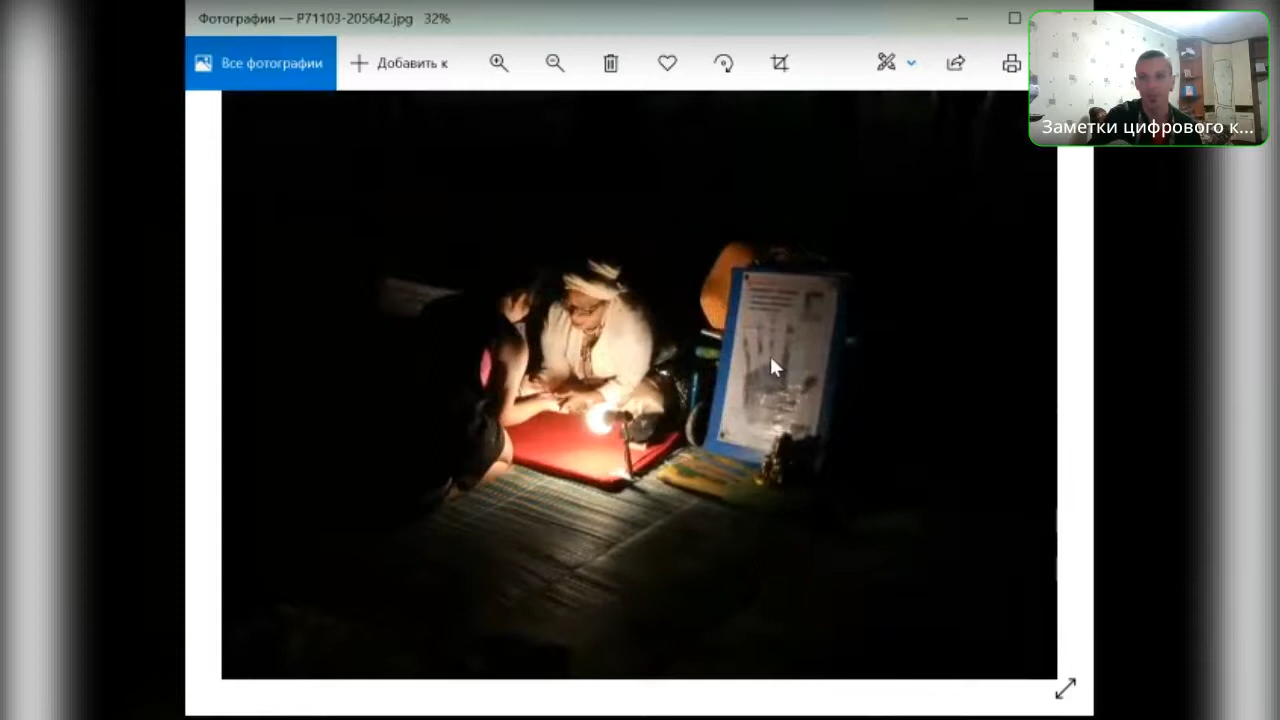 Фотографии — P71103-205642.jpg 32%
Все фотографии
Добавить к
Заметки цифрового к...